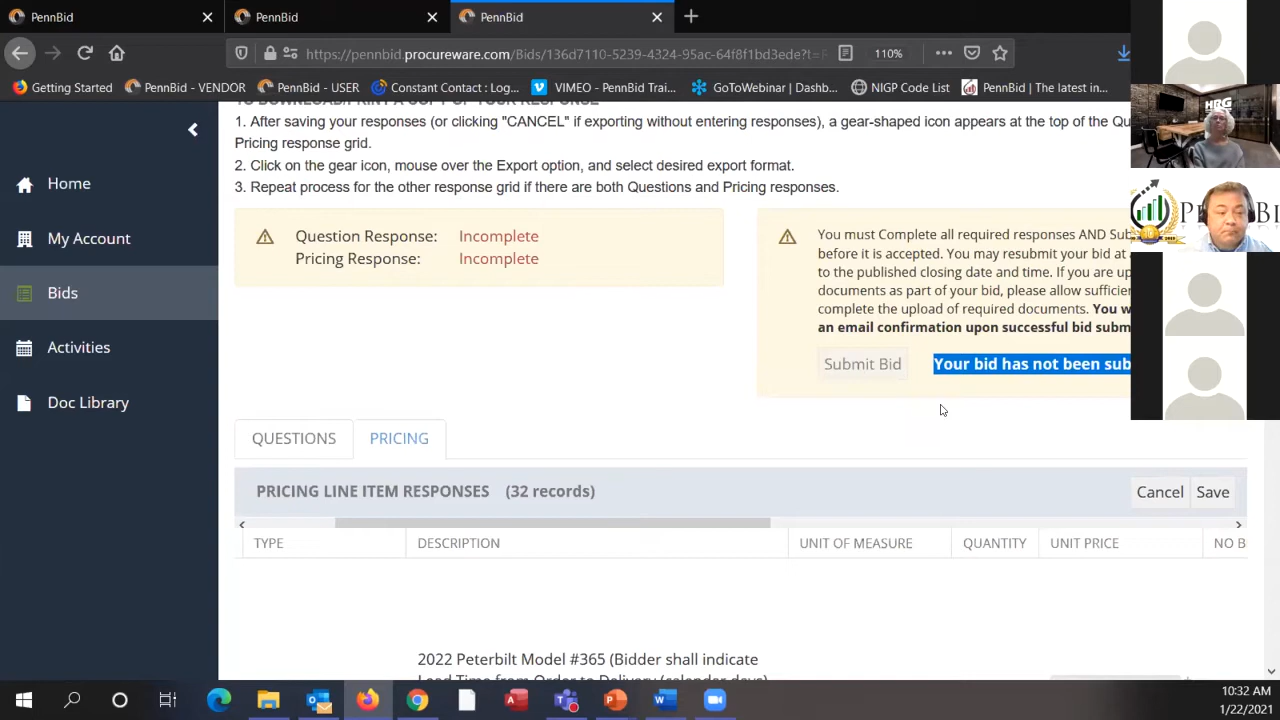 PennBid
PennBid
PennBid
https://pennbid.procureware.com/Bids/136d7110-5239-4324-95ac-64f8f1bd3ede?t=
110%
Getting Started
PennBid - VENDOR
PennBid - USER
Constant Contact : Log...
VIMEO - PennBid Trai...
GoToWebinar | Dashb...
NIGP Code List
PennBid | The latest in...
HRG
Home
My Account
Bids
Activities
Doc Library
1. After saving your responses (or clicking "CANCEL" if exporting without entering responses), a gear-shaped icon appears at the top of the Qu
Pricing response grid.
2. Click on the gear icon, mouse over the Export option, and select desired export format.
3. Repeat process for the other response grid if there are both Questions and Pricing responses.
Question Response: Incomplete
Pricing Response: Incomplete
You must Complete all required responses AND Sub
before it is accepted. You may resubmit your bid at
to the published closing date and time. If you are up
documents as part of your bid, please allow sufficien
complete the upload of required documents. You w
an email confirmation upon successful bid subm
Submit Bid
Your bid has not been sub
QUESTIONS
PRICING
PRICING LINE ITEM RESPONSES (32 records)
Cancel
Save
TYPE
DESCRIPTION
UNIT OF MEASURE
QUANTITY
UNIT PRICE
NO B
2022 Peterbilt Model #365 (Bidder shall indicate
Lead Time from Order to Delivery (calendar days)
10:32 AM
1/22/2021